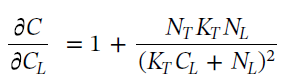 ∂C/∂C_L = 1 + N_T K_T N_L / (K_T C_L + N_L)²